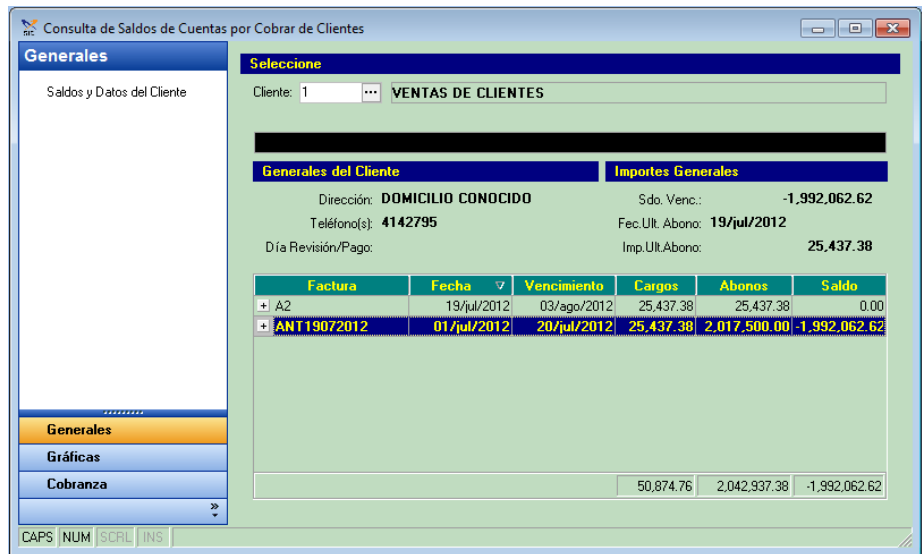 Consulta de Saldos de Cuentas por Cobrar de Clientes
Generales
Saldos y Datos del Cliente
Seleccione
Cliente: 1 ... VENTAS DE CLIENTES
Generales del Cliente Importes Generales
Dirección: DOMICILIO CONOCIDO Sdo. Venc.: -1,992,062.62
Teléfono(s): 4142795 Fec.Ult. Abono: 19/jul/2012
Día Revisión/Pago: Imp.Ult.Abono: 25,437.38
Factura Fecha Vencimiento Cargos Abonos Saldo
A2 19/jul/2012 03/ago/2012 25,437.38 25,437.38 0.00
ANT19072012 01/jul/2012 20/jul/2012 25,437.38 2,017,500.00 -1,992,062.62
50,874.76 2,042,937.38 -1,992,062.62
Generales
Gráficas
Cobranza
CAPS NUM SCRL INS